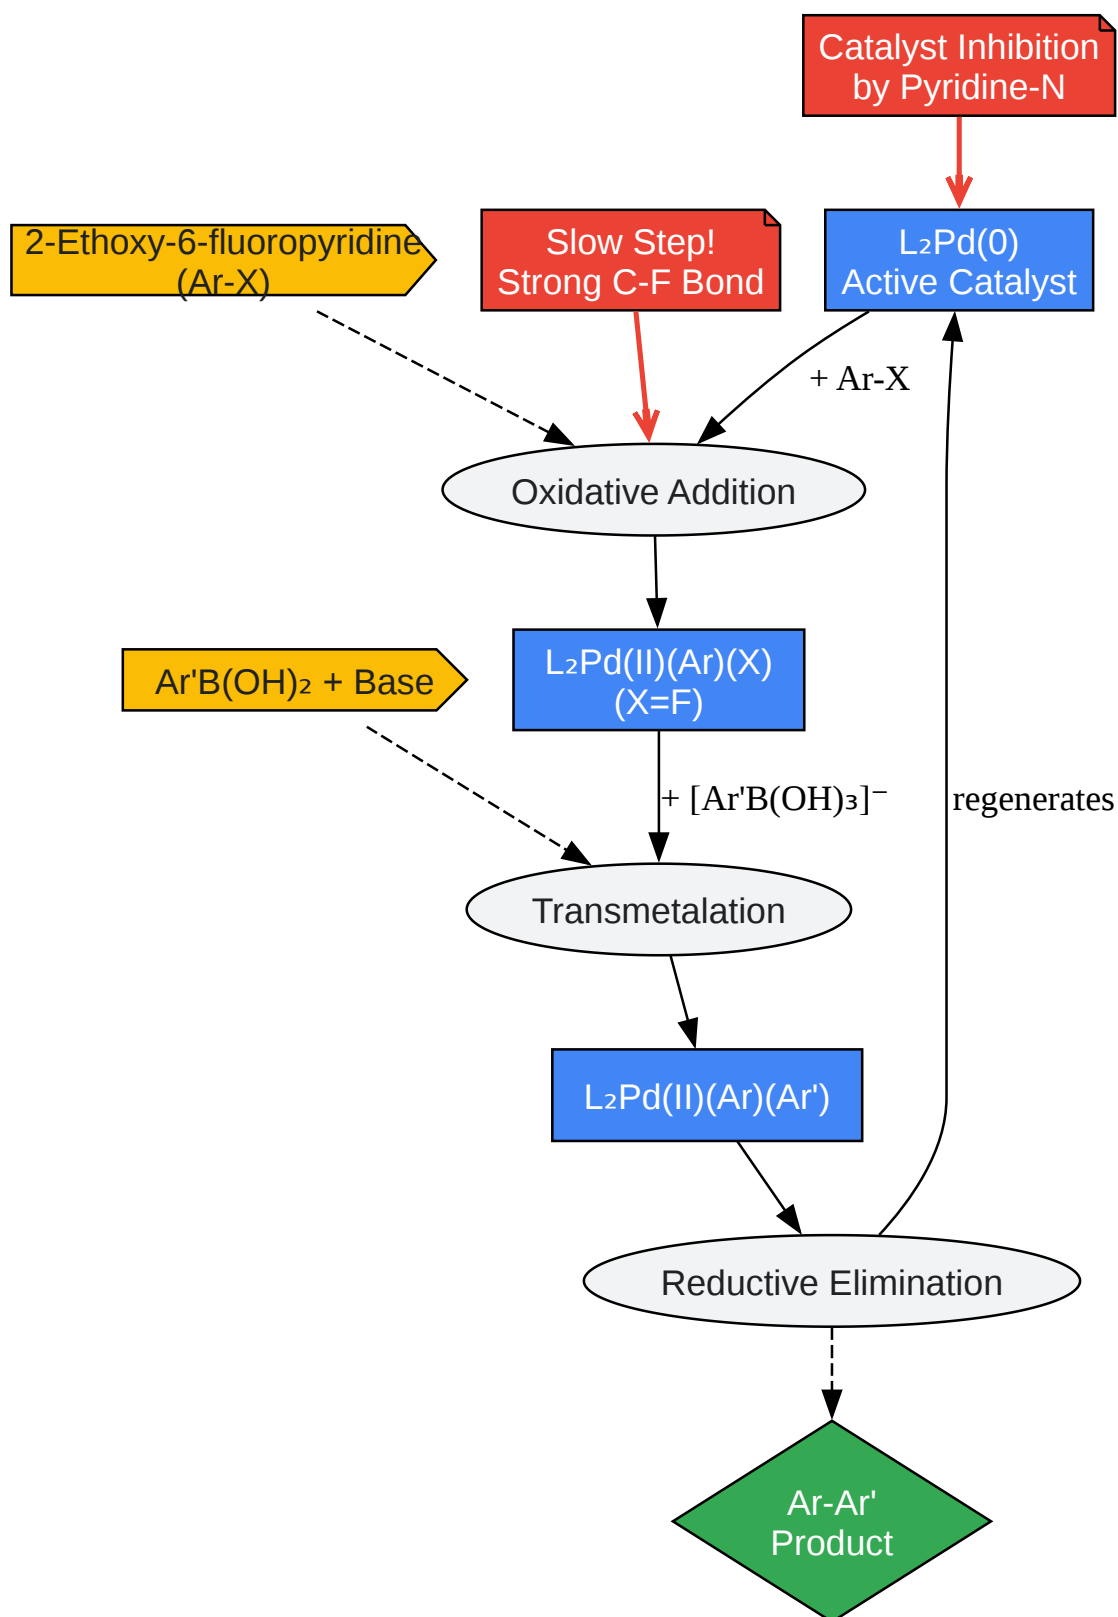 Catalyst Inhibition
by Pyridine-N
2-Ethoxy-6-fluoropyridine
(Ar-X)
Slow Step!
Strong C-F Bond
L₂Pd(0)
Active Catalyst
+ Ar-X
Oxidative Addition
Ar'B(OH)₂ + Base
L₂Pd(II)(Ar)(X)
(X=F)
+ [Ar'B(OH)₃]⁻
regenerates
Transmetalation
L₂Pd(II)(Ar)(Ar')
Reductive Elimination
Ar-Ar'
Product